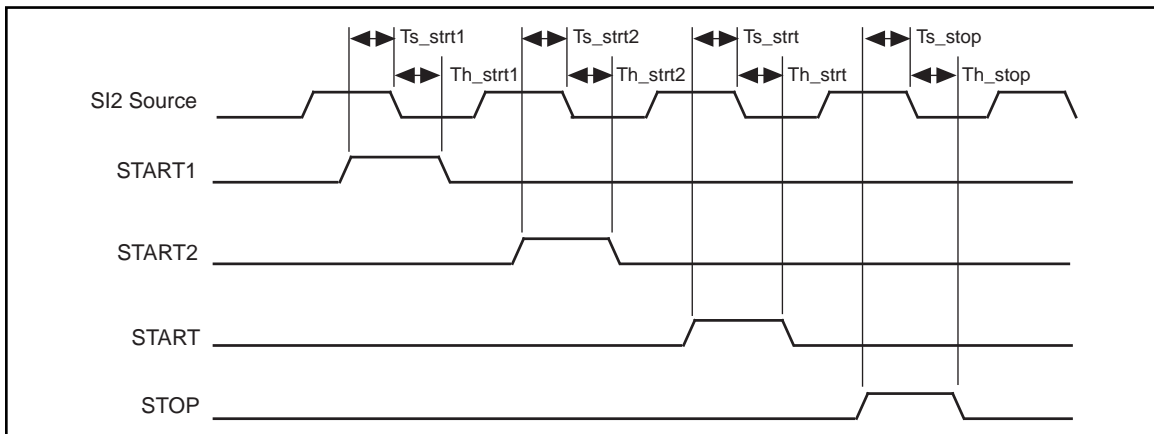 Ts_strt1
Ts_strt2
Ts_strt
Ts_stop
Th_strt1
Th_strt2
Th_strt
Th_stop
SI2 Source
START1
START2
START
STOP